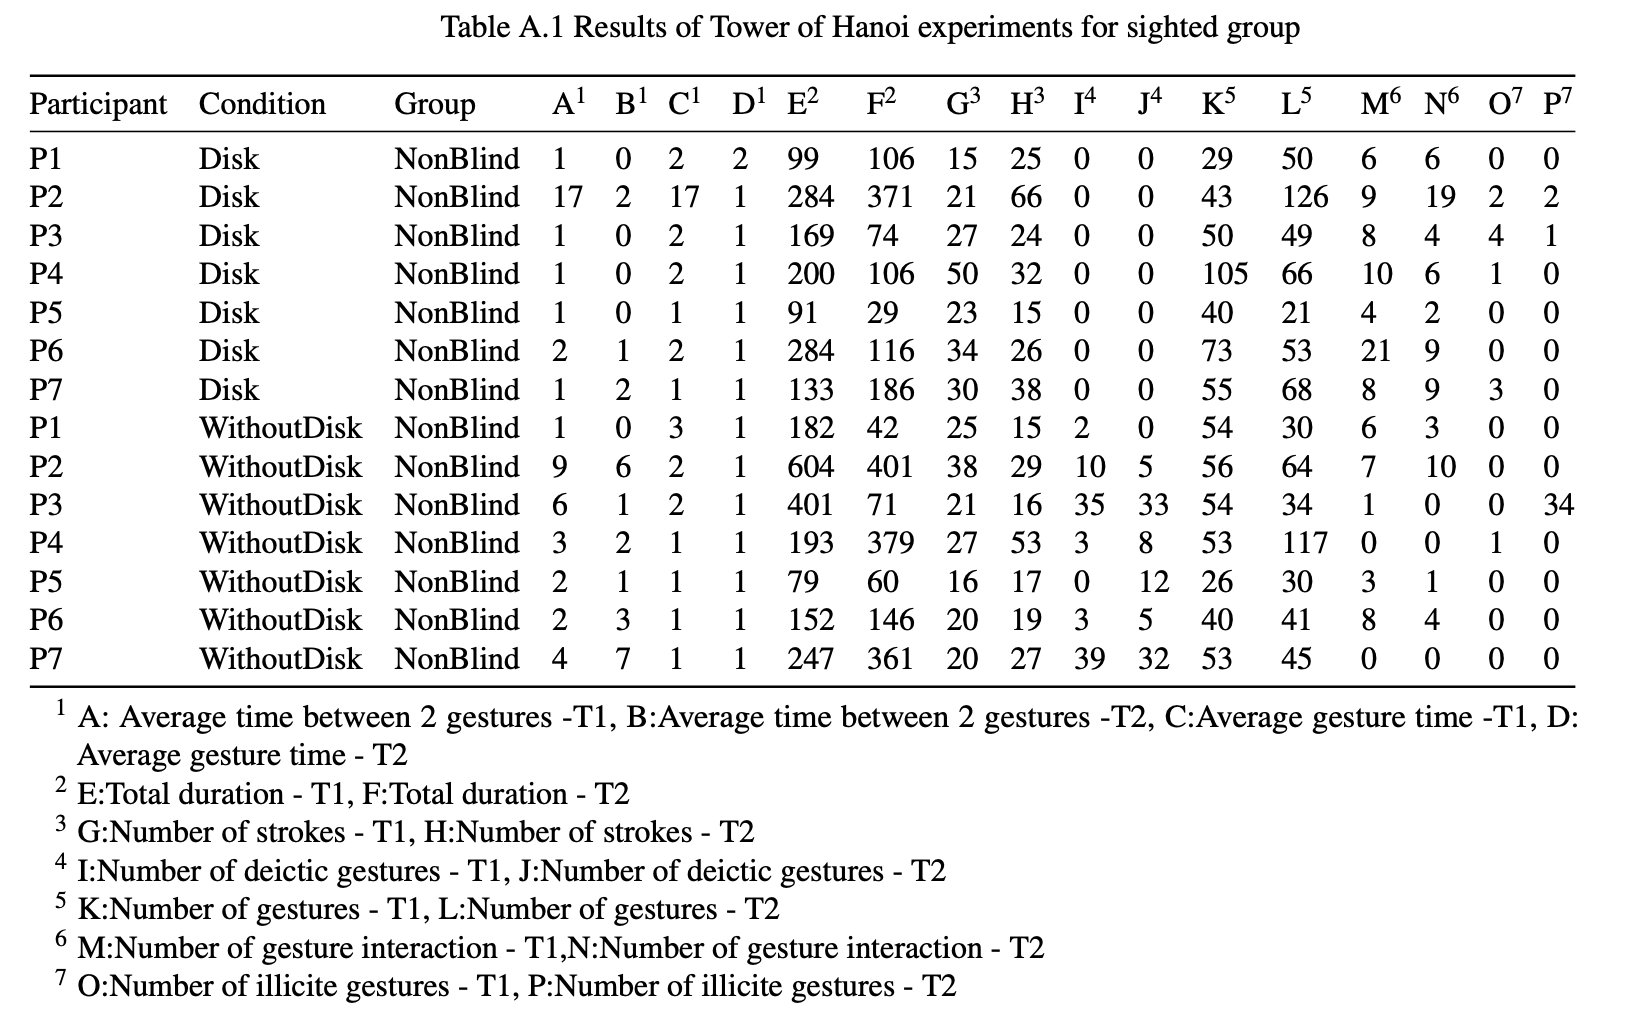 Table A.1 Results of Tower of Hanoi experiments for sighted group
Participant Condition Group A¹ B¹ C¹ D¹ E² F² G³ H³ I⁴ J⁴ K⁵ L⁵ M⁶ N⁶ O⁷ P⁷
P1 Disk NonBlind 1 0 2 2 99 106 15 25 0 0 29 50 6 6 0 0
P2 Disk NonBlind 17 2 17 1 284 371 21 66 0 0 43 126 9 19 2 2
P3 Disk NonBlind 1 0 2 1 169 74 27 24 0 0 50 49 8 4 4 1
P4 Disk NonBlind 1 0 2 1 200 106 50 32 0 0 105 66 10 6 1 0
P5 Disk NonBlind 1 0 1 1 91 29 23 15 0 0 40 21 4 2 0 0
P6 Disk NonBlind 2 1 2 1 284 116 34 26 0 0 73 53 21 9 0 0
P7 Disk NonBlind 1 2 1 1 133 186 30 38 0 0 55 68 8 9 3 0
P1 WithoutDisk NonBlind 1 0 3 1 182 42 25 15 2 0 54 30 6 3 0 0
P2 WithoutDisk NonBlind 9 6 2 1 604 401 38 29 10 5 56 64 7 10 0 0
P3 WithoutDisk NonBlind 6 1 2 1 401 71 21 16 35 33 54 34 1 0 0 34
P4 WithoutDisk NonBlind 3 2 1 1 193 379 27 53 3 8 53 117 0 0 1 0
P5 WithoutDisk NonBlind 2 1 1 1 79 60 16 17 0 12 26 30 3 1 0 0
P6 WithoutDisk NonBlind 2 3 1 1 152 146 20 19 3 5 40 41 8 4 0 0
P7 WithoutDisk NonBlind 4 7 1 1 247 361 20 27 39 32 53 45 0 0 0 0
¹ A: Average time between 2 gestures -T1, B:Average time between 2 gestures -T2, C:Average gesture time -T1, D:
Average gesture time - T2
² E:Total duration - T1, F:Total duration - T2
³ G:Number of strokes - T1, H:Number of strokes - T2
⁴ I:Number of deictic gestures - T1, J:Number of deictic gestures - T2
⁵ K:Number of gestures - T1, L:Number of gestures - T2
⁶ M:Number of gesture interaction - T1,N:Number of gesture interaction - T2
⁷ O:Number of illicite gestures - T1, P:Number of illicite gestures - T2